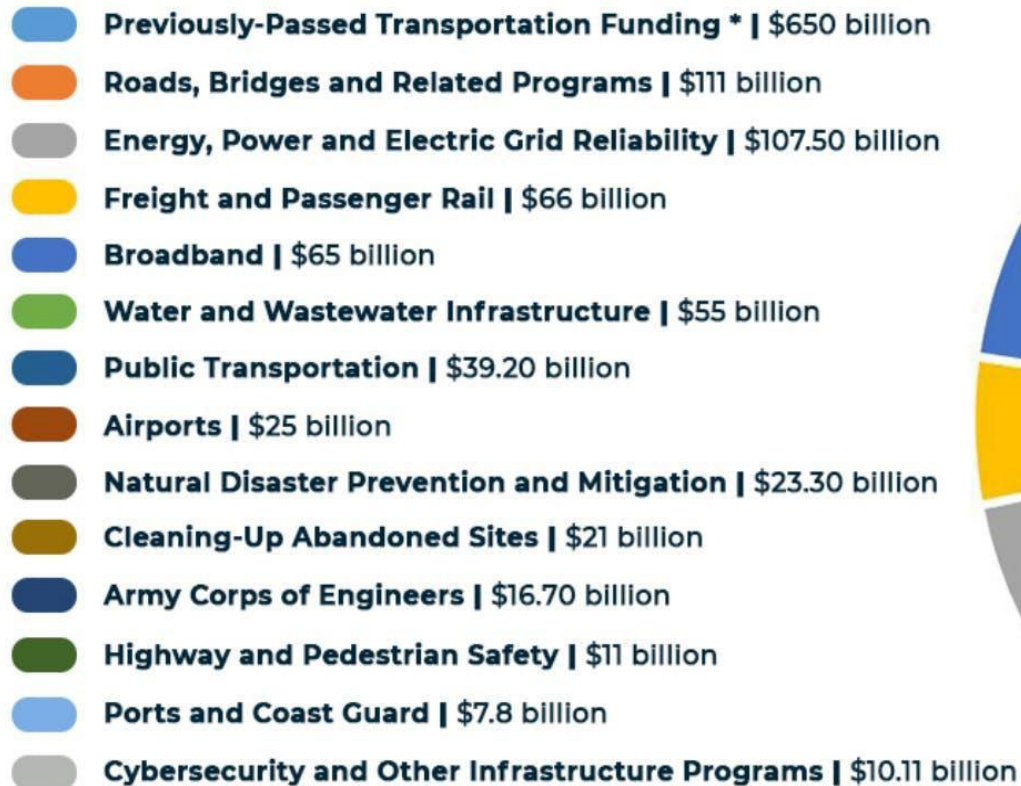 Previously-Passed Transportation Funding * | $650 billion
Roads, Bridges and Related Programs | $111 billion
Energy, Power and Electric Grid Reliability | $107.50 billion
Freight and Passenger Rail | $66 billion
Broadband | $65 billion
Water and Wastewater Infrastructure | $55 billion
Public Transportation | $39.20 billion
Airports | $25 billion
Natural Disaster Prevention and Mitigation | $23.30 billion
Cleaning-Up Abandoned Sites | $21 billion
Army Corps of Engineers | $16.70 billion
Highway and Pedestrian Safety | $11 billion
Ports and Coast Guard | $7.8 billion
Cybersecurity and Other Infrastructure Programs | $10.11 billion